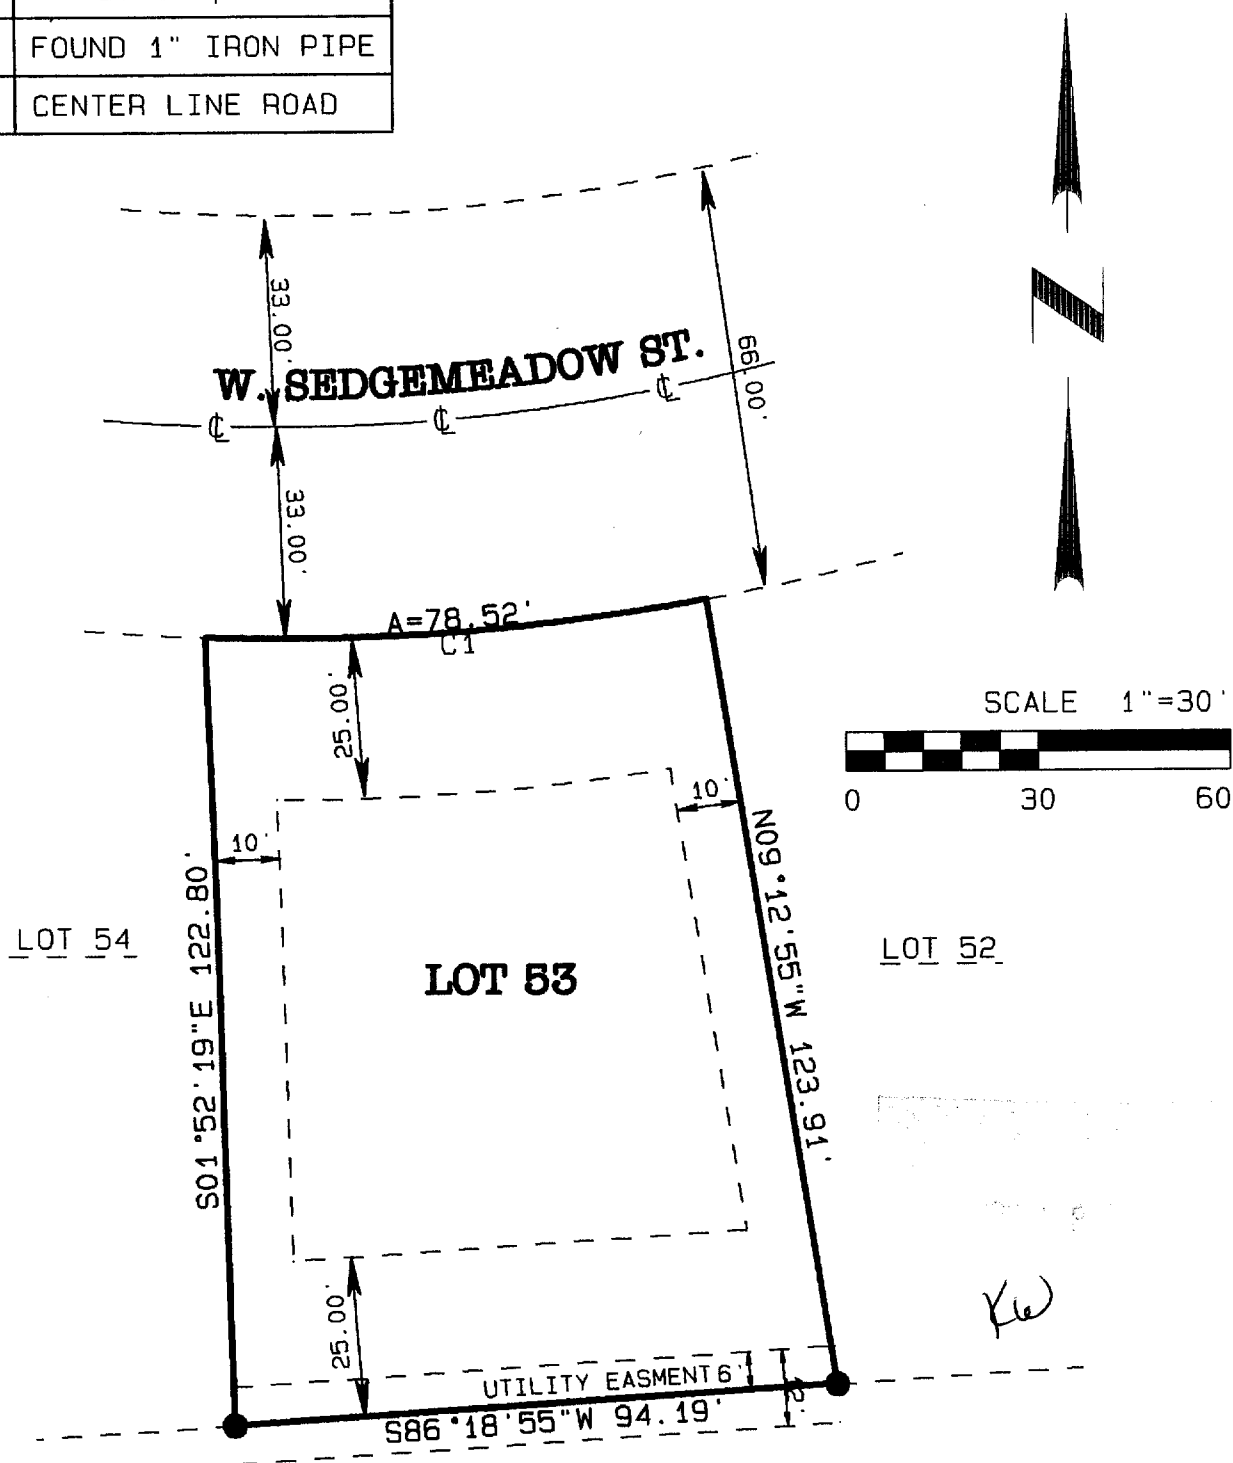 FOUND 1" IRON PIPE
CENTER LINE ROAD
33.00'
66.00'
W. SEDGEMEADOW ST.
℄ ℄ ℄
33.00'
A=78.52'
C1
25.00'
SCALE 1"=30'
0 30 60
10'
10'
S01°52'19"E 122.80'
N09°12'55"W 123.91'
LOT 54
LOT 53
LOT 52
25.00'
KW
UTILITY EASMENT 6'
12'
S86°18'55"W 94.19'
N